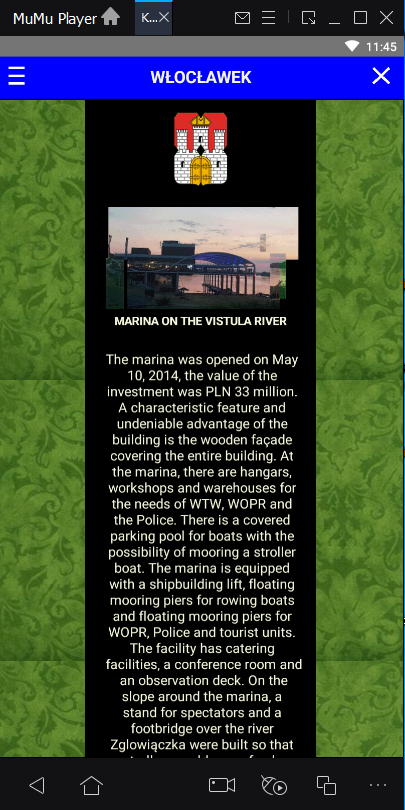 MuMu Player
K...
11:45
WŁOCŁAWEK
MARINA ON THE VISTULA RIVER
The marina was opened on May
10, 2014, the value of the
investment was PLN 33 million.
A characteristic feature and
undeniable advantage of the
building is the wooden façade
covering the entire building. At
the marina, there are hangars,
workshops and warehouses for
the needs of WTW, WOPR and
the Police. There is a covered
parking pool for boats with the
possibility of mooring a stroller
boat. The marina is equipped
with a shipbuilding lift, floating
mooring piers for rowing boats
and floating mooring piers for
WOPR, Police and tourist units.
The facility has catering
facilities, a conference room and
an observation deck. On the
slope around the marina, a
stand for spectators and a
footbridge over the river
Zglowiączka were built so that